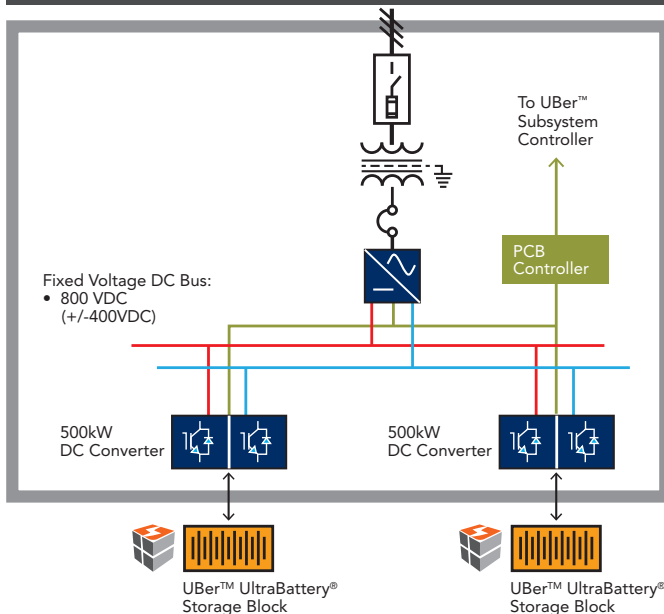 To UBer™
Subsystem
Controller
PCB
Controller
Fixed Voltage DC Bus:
• 800 VDC
(+/-400VDC)
500kW
DC Converter
500kW
DC Converter
UBer™ UltraBattery®
Storage Block
UBer™ UltraBattery®
Storage Block